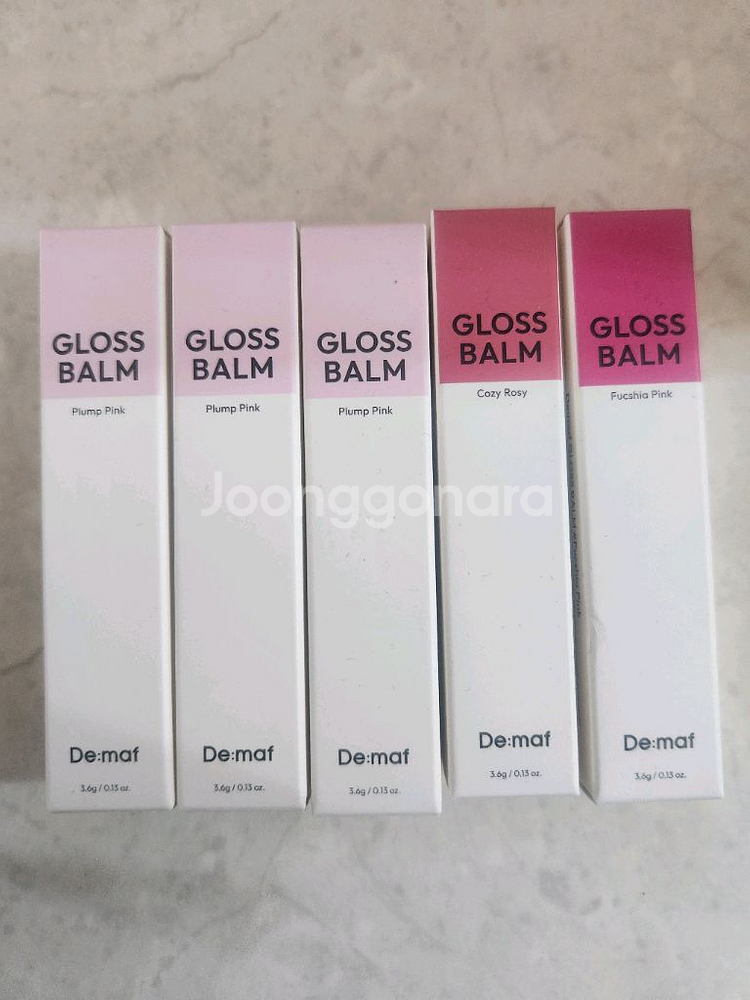 GLOSS
BALM
Plump Pink
De:maf
3.6g / 0.13 oz.
GLOSS
BALM
Plump Pink
De:maf
3.6g / 0.13 oz.
GLOSS
BALM
Plump Pink
De:maf
3.6g / 0.13 oz.
GLOSS
BALM
Cozy Rosy
De:maf
3.6g / 0.13 oz.
GLOSS
BALM
Fucshia Pink
De:maf
3.6g / 0.13 oz.
Joonggonara